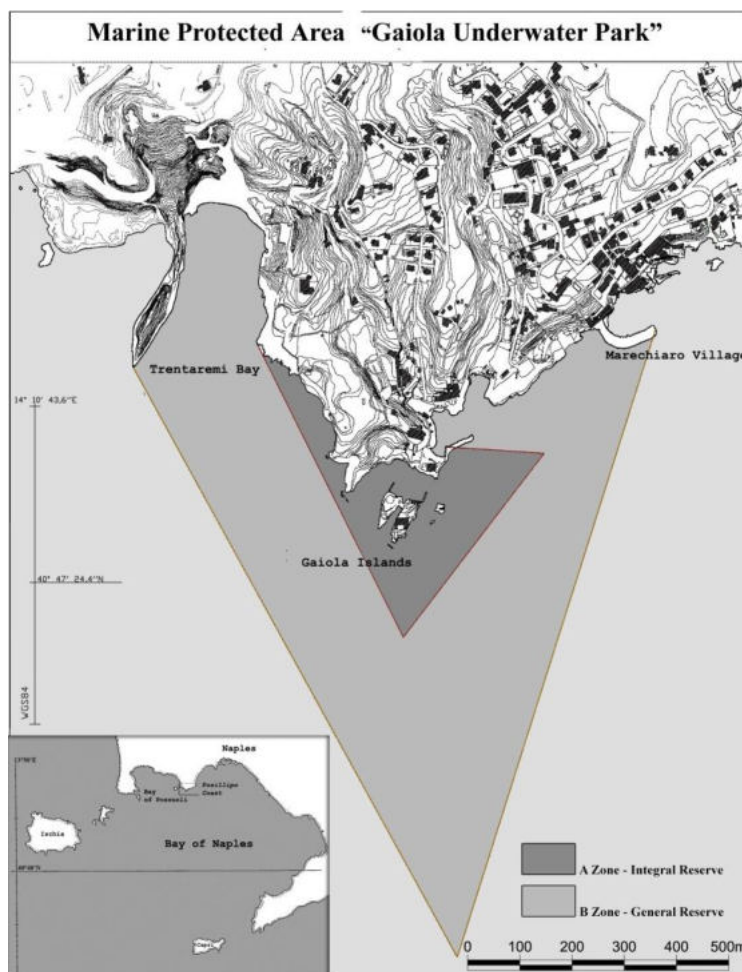 Marine Protected Area “Gaiola Underwater Park”
Marechiaro Village
Trentaremi Bay
14° 10' 43,6"E
Gaiola Islands
40° 47' 24,4"N
WGS84
Naples
Posillipo
Coast
Bay
of Pozzuoli
Ischia
Bay of Naples
Capri
A Zone - Integral Reserve
B Zone - General Reserve
0 100 200 300 400 500m